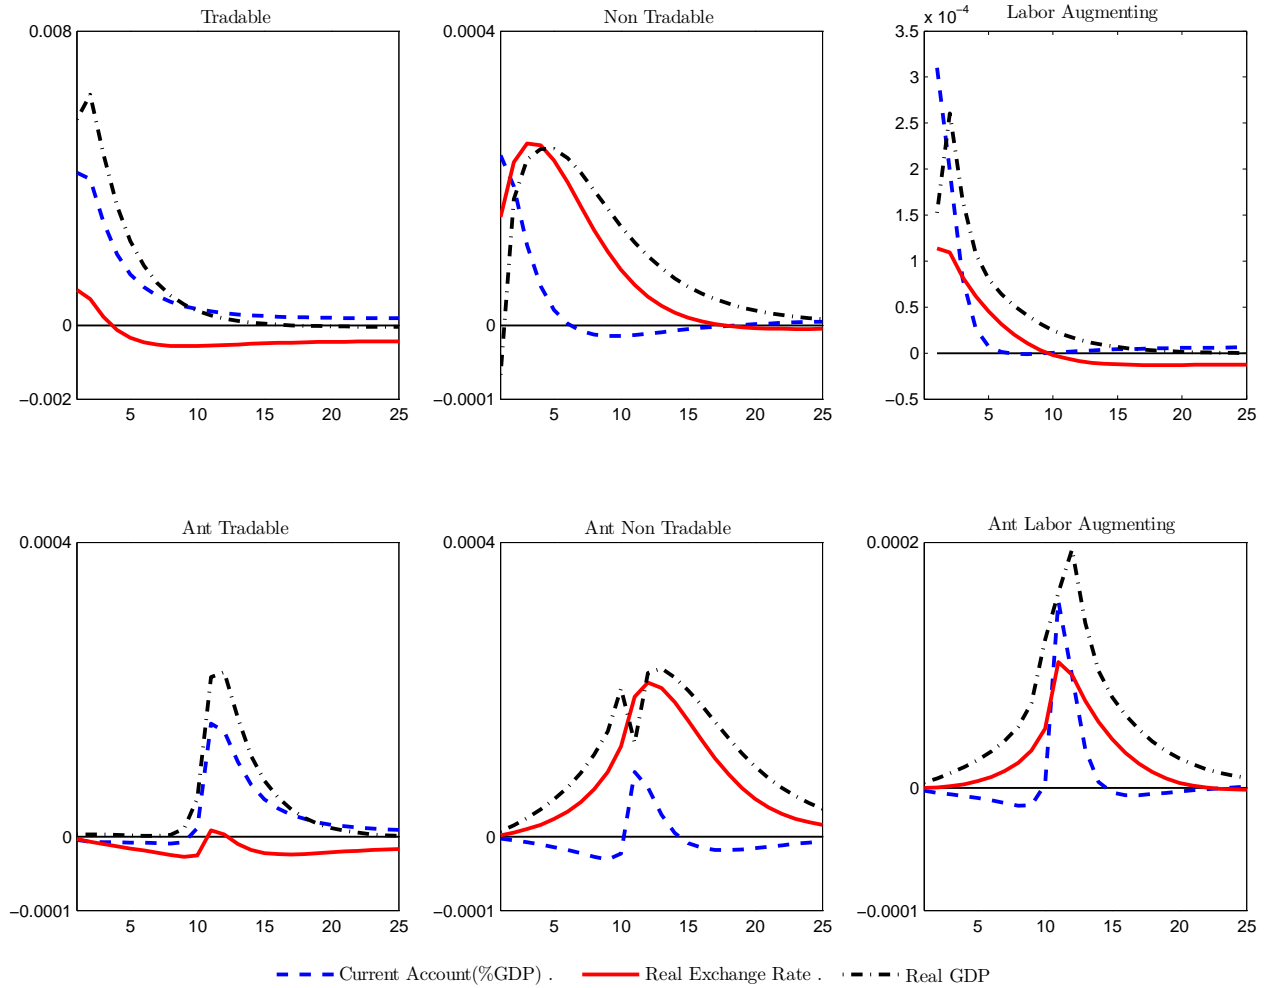 Tradable
0.008
0
−0.002
5 10 15 20 25
Non Tradable
0.0004
0
−0.0001
5 10 15 20 25
Labor Augmenting
x 10⁻⁴
3.5
3
2.5
2
1.5
1
0.5
0
−0.5
5 10 15 20 25
Ant Tradable
0.0004
0
−0.0001
5 10 15 20 25
Ant Non Tradable
0.0004
0
−0.0001
5 10 15 20 25
Ant Labor Augmenting
0.0002
0
−0.0001
5 10 15 20 25
Current Account(%GDP) . Real Exchange Rate . Real GDP